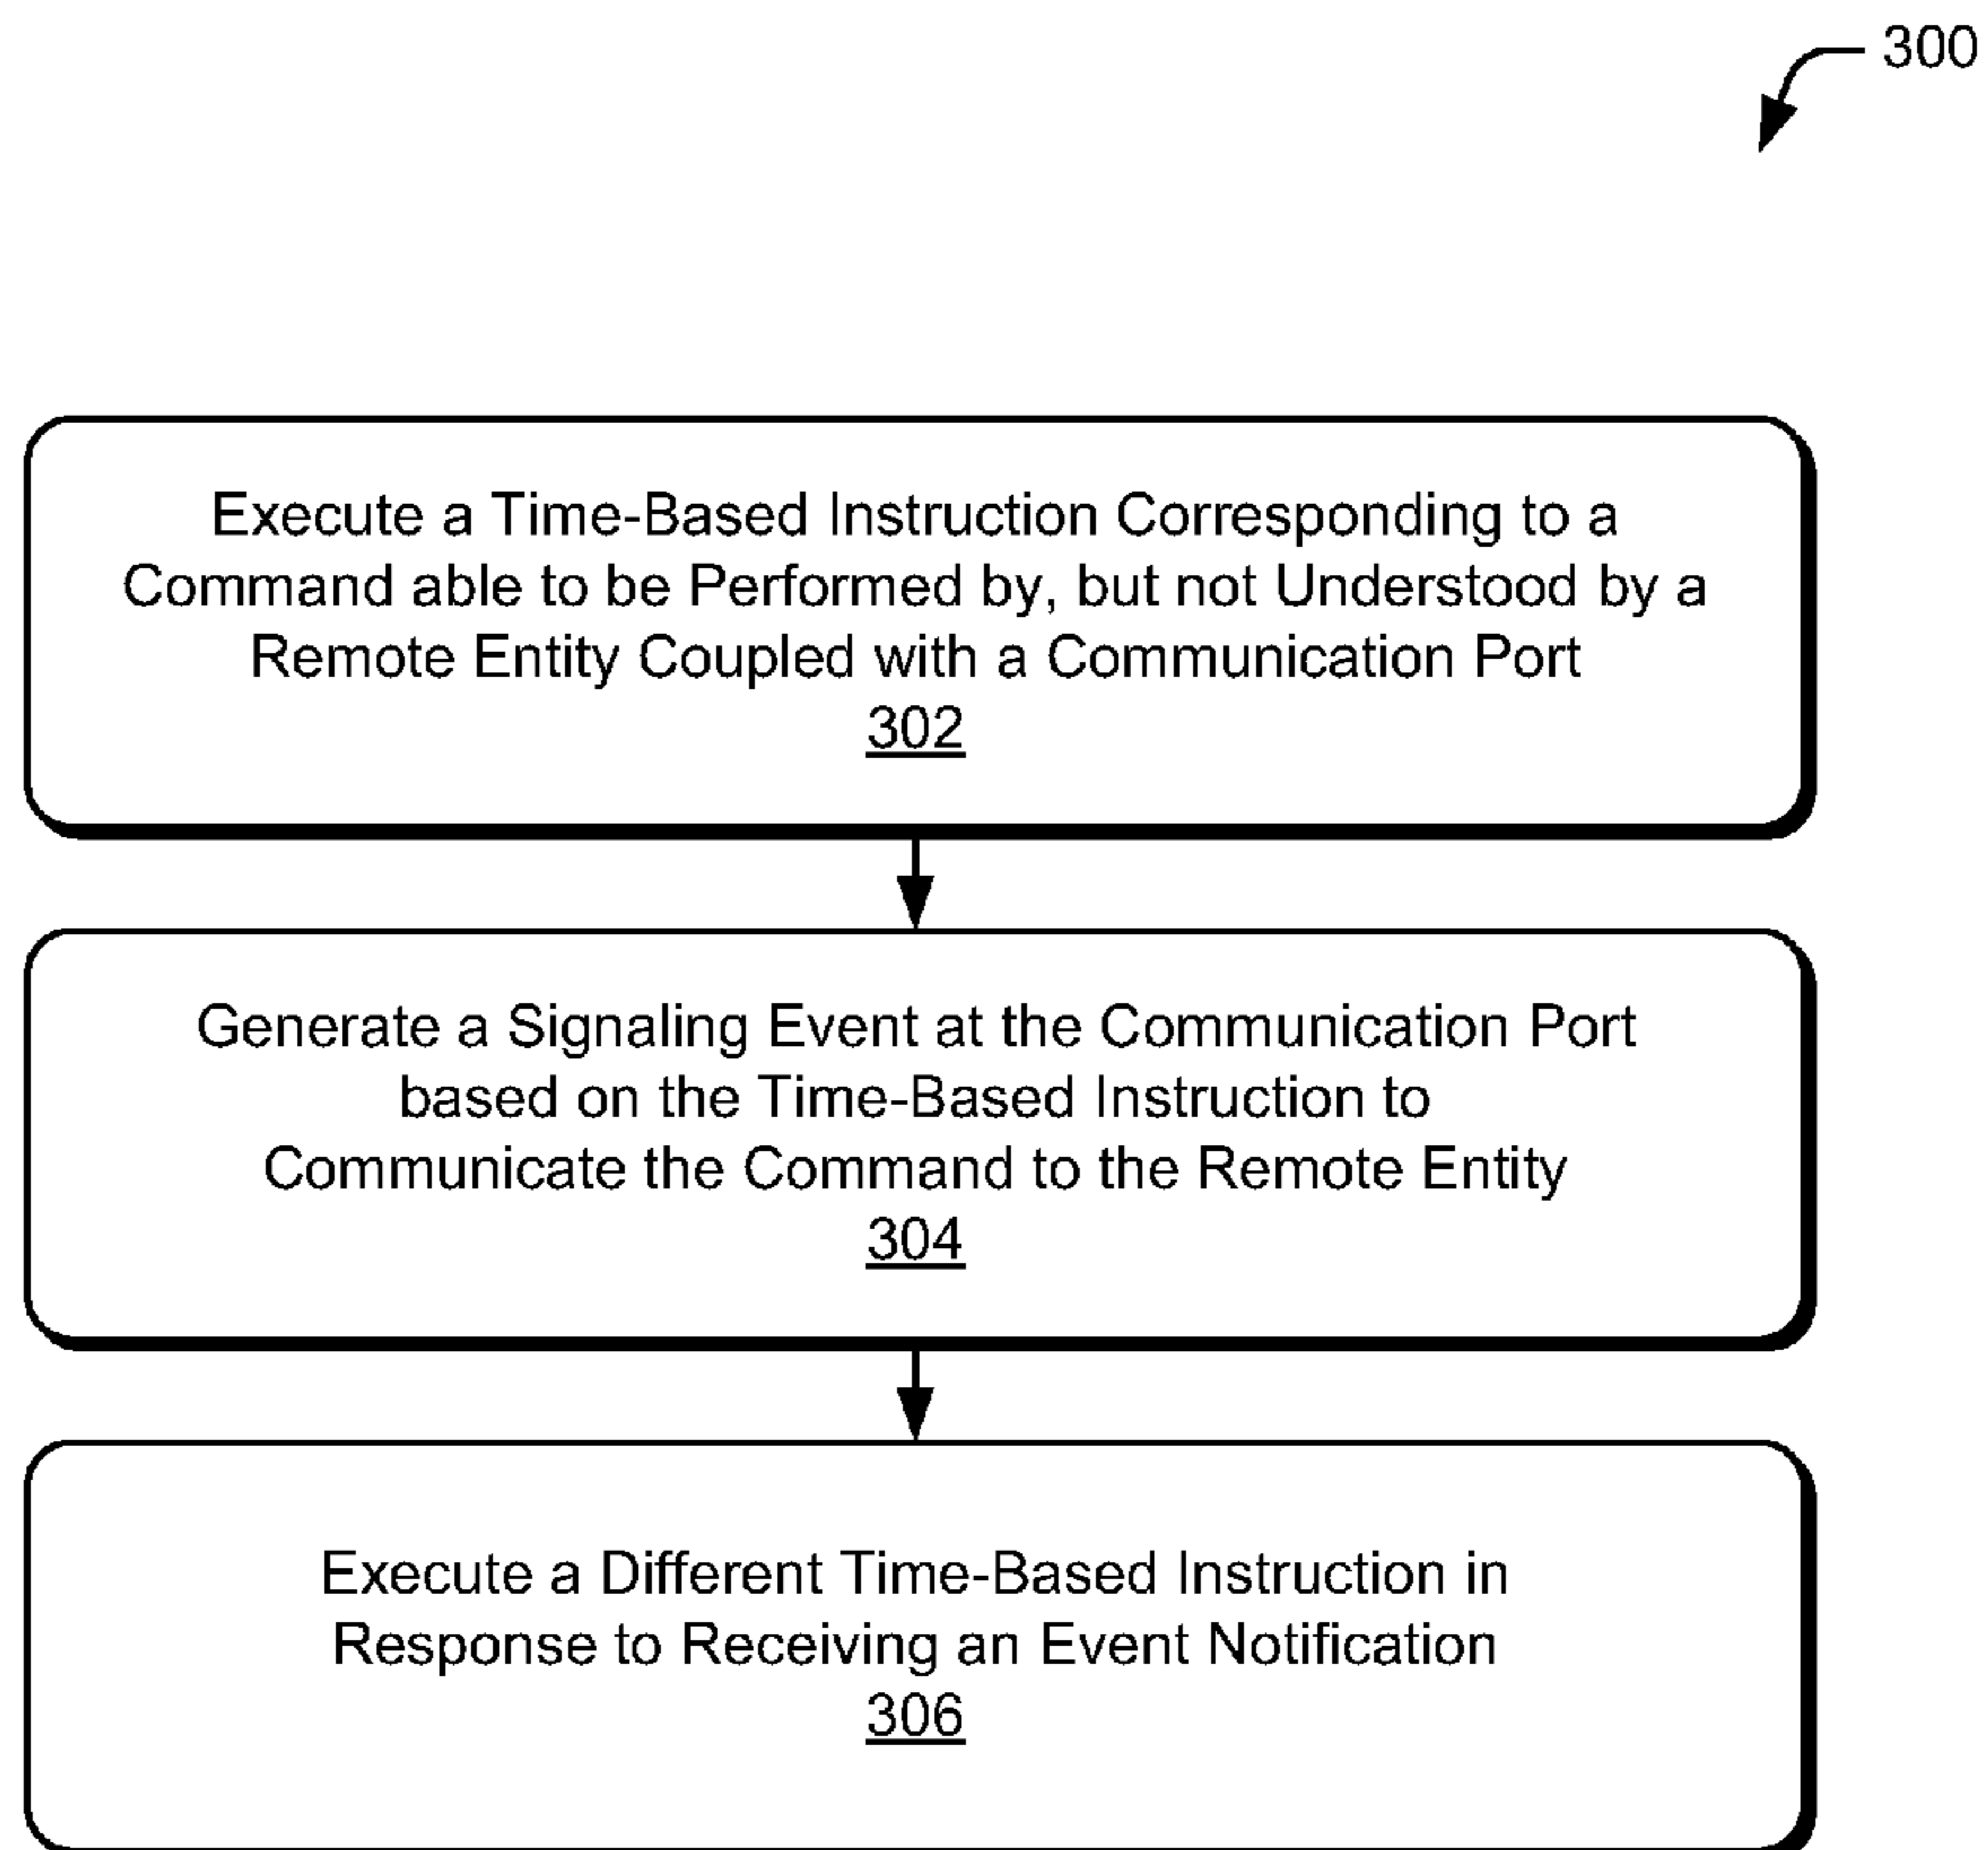 300
Execute a Time-Based Instruction Corresponding to a
Command able to be Performed by, but not Understood by a
Remote Entity Coupled with a Communication Port
302
Generate a Signaling Event at the Communication Port
based on the Time-Based Instruction to
Communicate the Command to the Remote Entity
304
Execute a Different Time-Based Instruction in
Response to Receiving an Event Notification
306